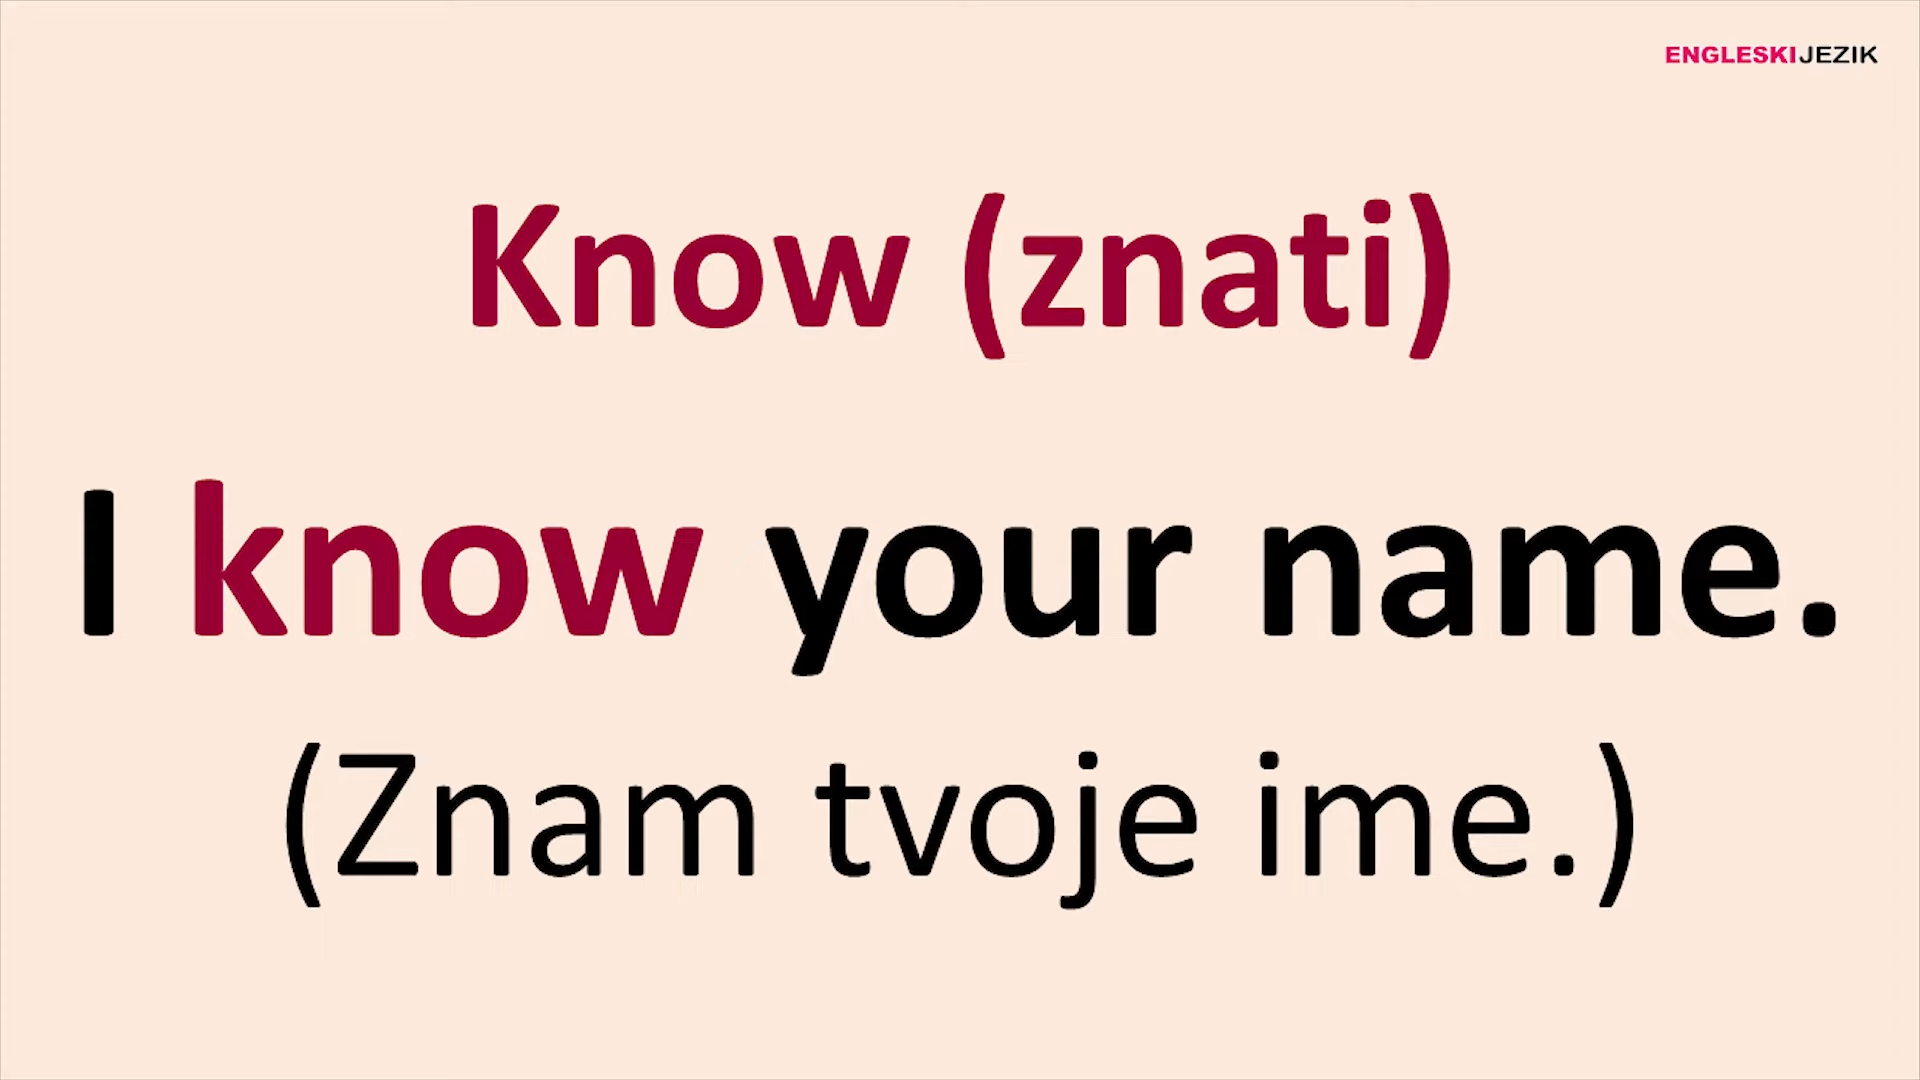 ENGLESKIJEZIK
Know (znati)
I know your name.
(Znam tvoje ime.)